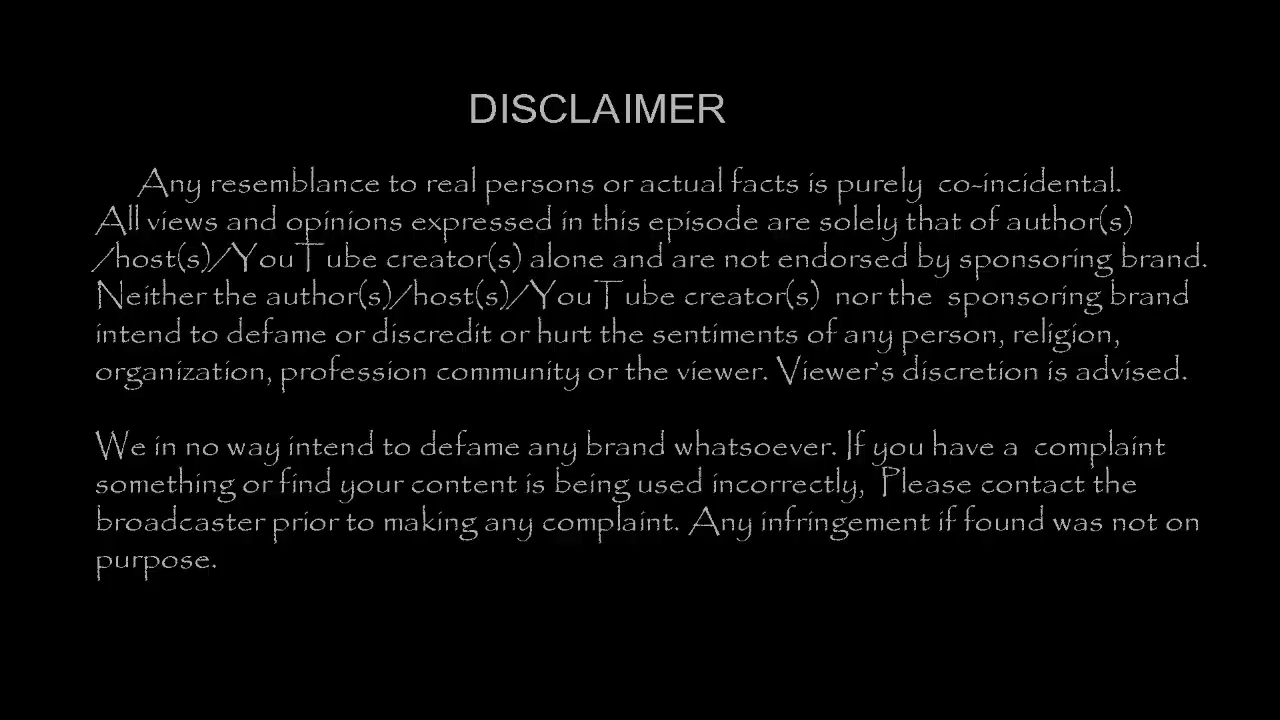 DISCLAIMER
Any resemblance to real persons or actual facts is purely co-incidental.
All views and opinions expressed in this episode are solely that of author(s)
/host(s)/YouTube creator(s) alone and are not endorsed by sponsoring brand.
Neither the author(s)/host(s)/YouTube creator(s) nor the sponsoring brand
intend to defame or discredit or hurt the sentiments of any person, religion,
organization, profession community or the viewer. Viewer's discretion is advised.
We in no way intend to defame any brand whatsoever. If you have a complaint
something or find your content is being used incorrectly, Please contact the
broadcaster prior to making any complaint. Any infringement if found was not on
purpose.